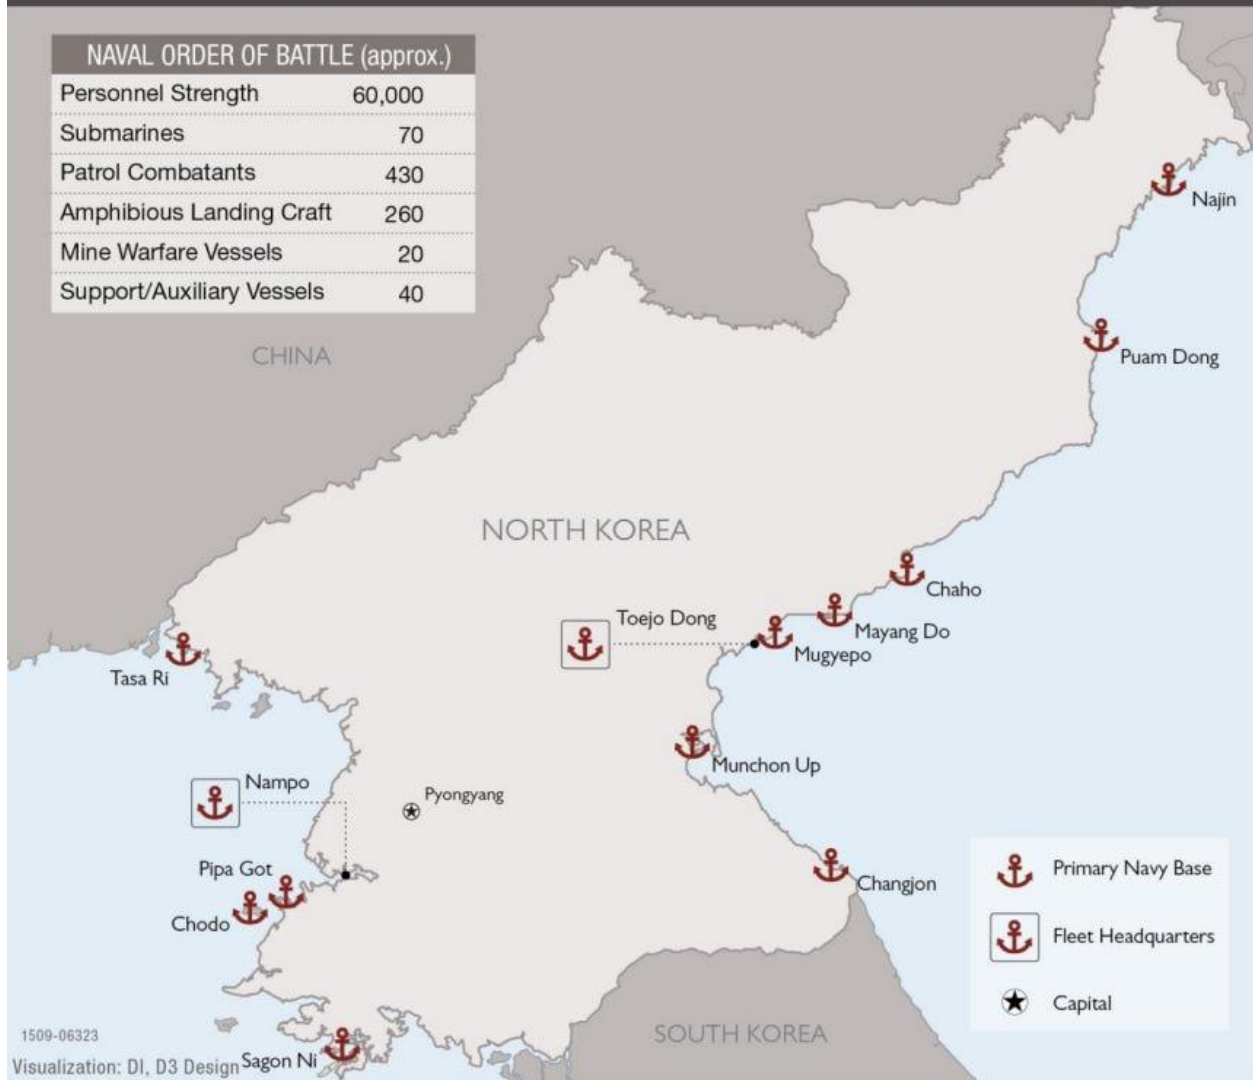 NAVAL ORDER OF BATTLE (approx.)
Personnel Strength 60,000
Submarines 70
Patrol Combatants 430
Amphibious Landing Craft 260
Mine Warfare Vessels 20
Support/Auxiliary Vessels 40
Najin
CHINA
Puam Dong
NORTH KOREA
Chaho
Toejo Dong
Mayang Do
Mugyepo
Tasa Ri
Munchon Up
Nampo
Pyongyang
Pipa Got
Changjon
Chodo
Primary Navy Base
Fleet Headquarters
Capital
SOUTH KOREA
1509-06323
Sagon Ni
Visualization: DI, D3 Design